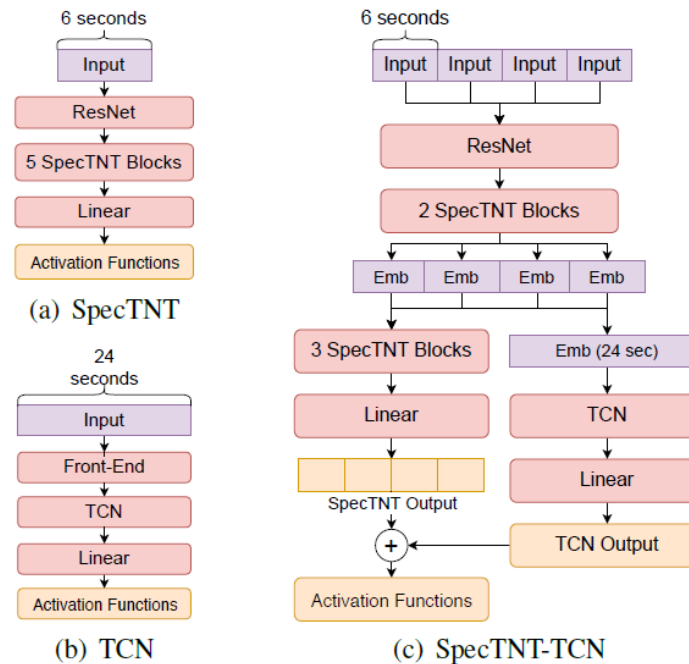 6 seconds
Input
ResNet
5 SpecTNT Blocks
Linear
Activation Functions
(a) SpecTNT
24
seconds
Input
Front-End
TCN
Linear
Activation Functions
(b) TCN
6 seconds
Input Input Input Input
ResNet
2 SpecTNT Blocks
Emb Emb Emb Emb
3 SpecTNT Blocks
Emb (24 sec)
Linear
TCN
SpecTNT Output
Linear
+
TCN Output
Activation Functions
(c) SpecTNT-TCN